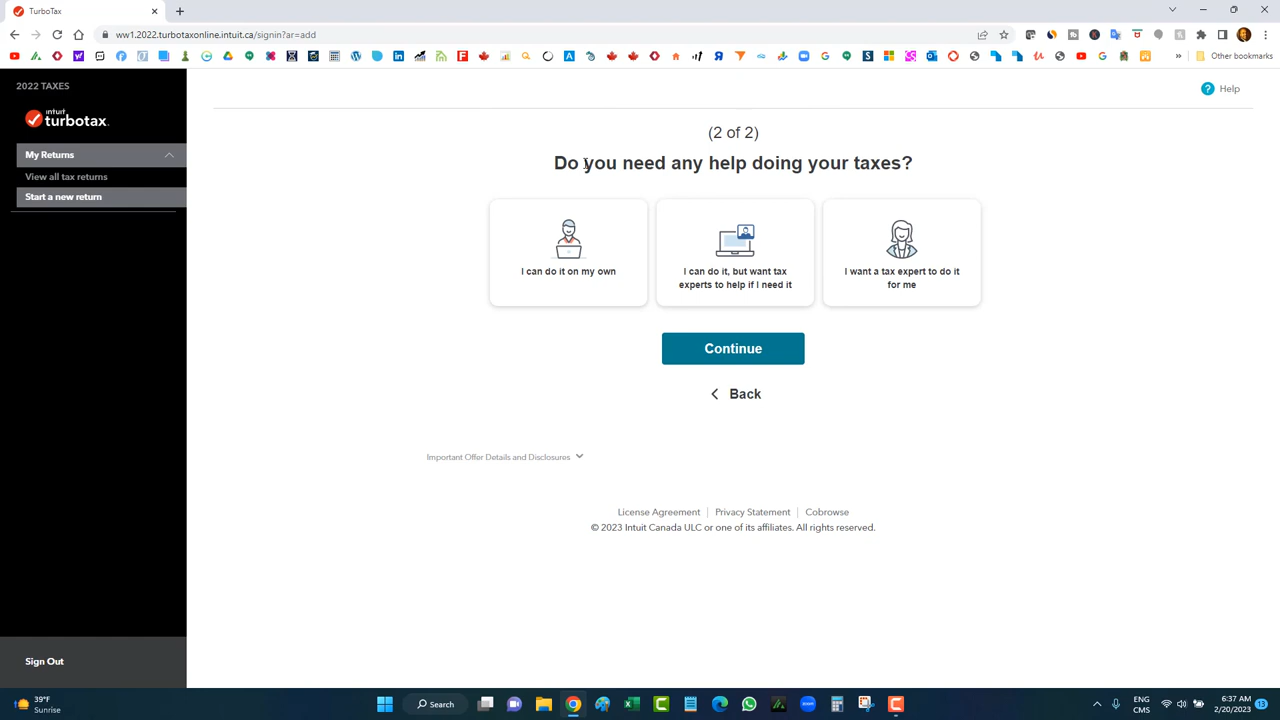 TurboTax
ww1.2022.turbotaxonline.intuit.ca/signin?ar=add
Other bookmarks
2022 TAXES
intuit
turbotax.
Help
My Returns
View all tax returns
Start a new return
(2 of 2)
Do you need any help doing your taxes?
I can do it on my own
I can do it, but want tax
experts to help if I need it
I want a tax expert to do it
for me
Continue
Back
Important Offer Details and Disclosures
License Agreement | Privacy Statement | Cobrowse
© 2023 Intuit Canada ULC or one of its affiliates. All rights reserved.
Sign Out
39°F
Sunrise
Search
ENG
CMS
6:37 AM
2/20/2023
13